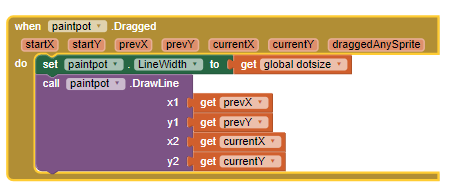 when paintpot .Dragged
startX startY prevX prevY currentX currentY draggedAnySprite
do set paintpot . LineWidth to get global dotsize
call paintpot .DrawLine
x1 get prevX
y1 get prevY
x2 get currentX
y2 get currentY